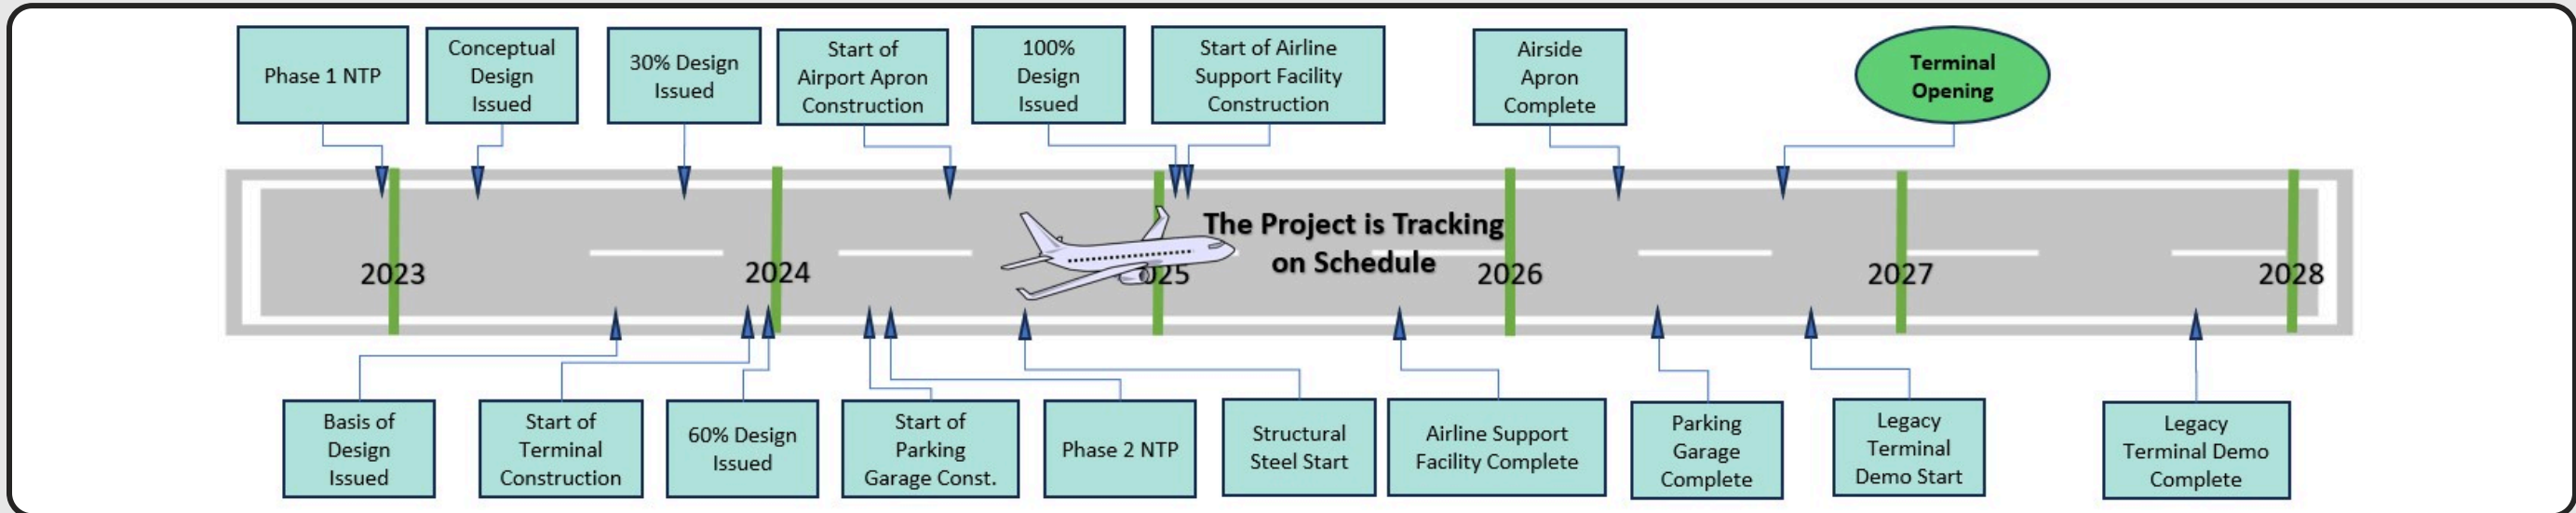 Phase 1 NTP
Conceptual
Design
Issued
30% Design
Issued
Start of
Airport Apron
Construction
100%
Design
Issued
Start of Airline
Support Facility
Construction
Airside
Apron
Complete
Terminal
Opening
The Project is Tracking
on Schedule
2023
2024
025
2026
2027
2028
Basis of
Design
Issued
Start of
Terminal
Construction
60% Design
Issued
Start of
Parking
Garage Const.
Phase 2 NTP
Structural
Steel Start
Airline Support
Facility Complete
Parking
Garage
Complete
Legacy
Terminal
Demo Start
Legacy
Terminal Demo
Complete